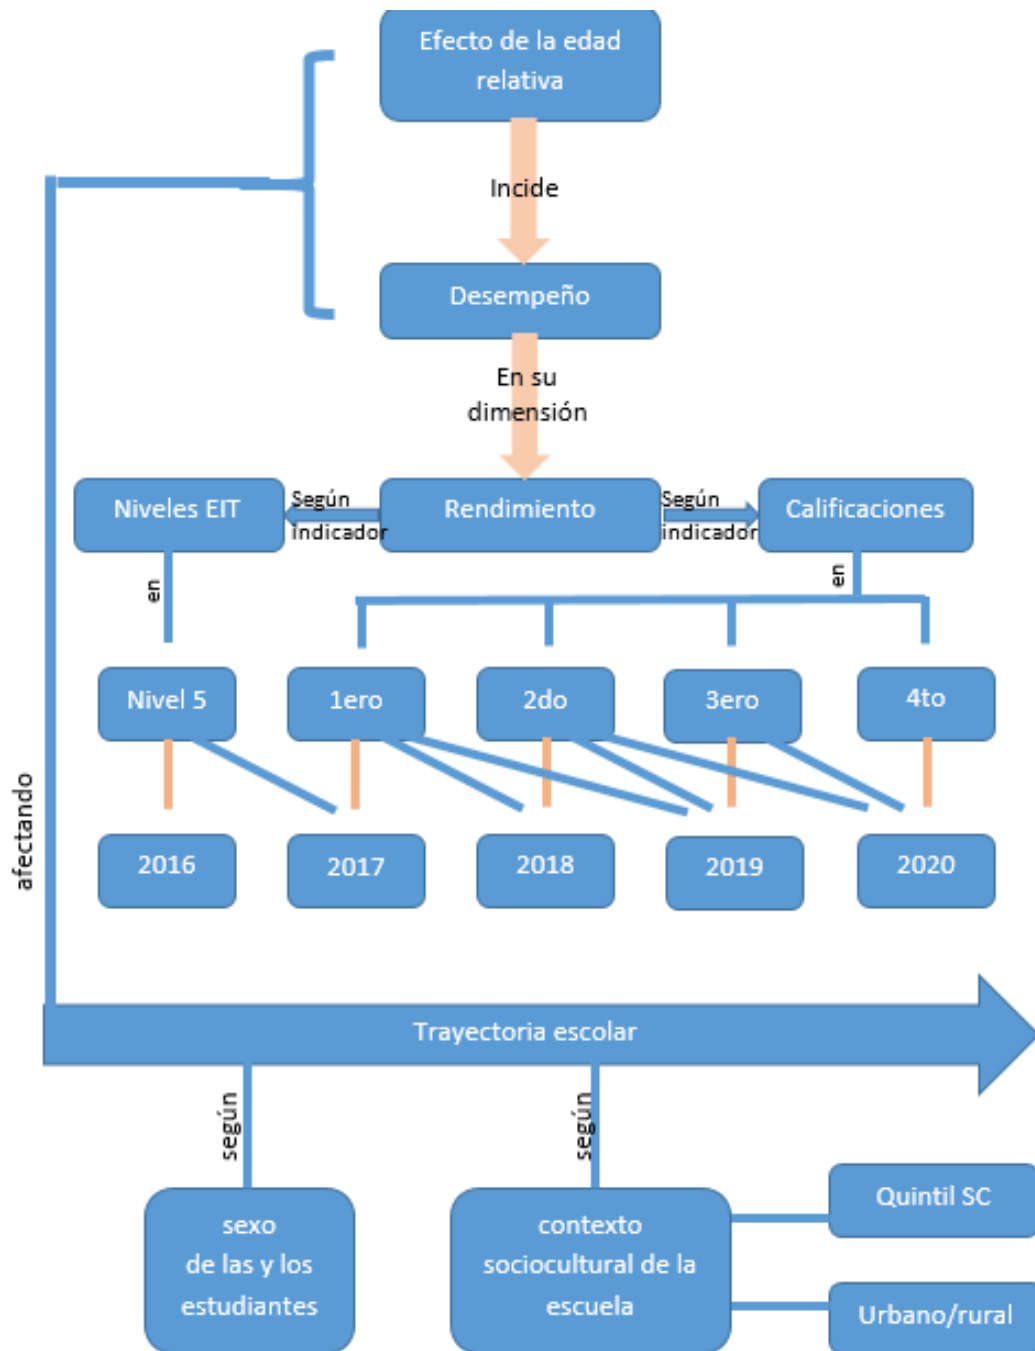 Efecto de la edad
relativa
Incide
Desempeño
En su
dimensión
Niveles EIT
Según
indicador
Rendimiento
Según
indicador
Calificaciones
en
en
Nivel 5
1ero
2do
3ero
4to
afectando
2016
2017
2018
2019
2020
Trayectoria escolar
según
según
sexo
de las y los
estudiantes
contexto
sociocultural de la
escuela
Quintil SC
Urbano/rural